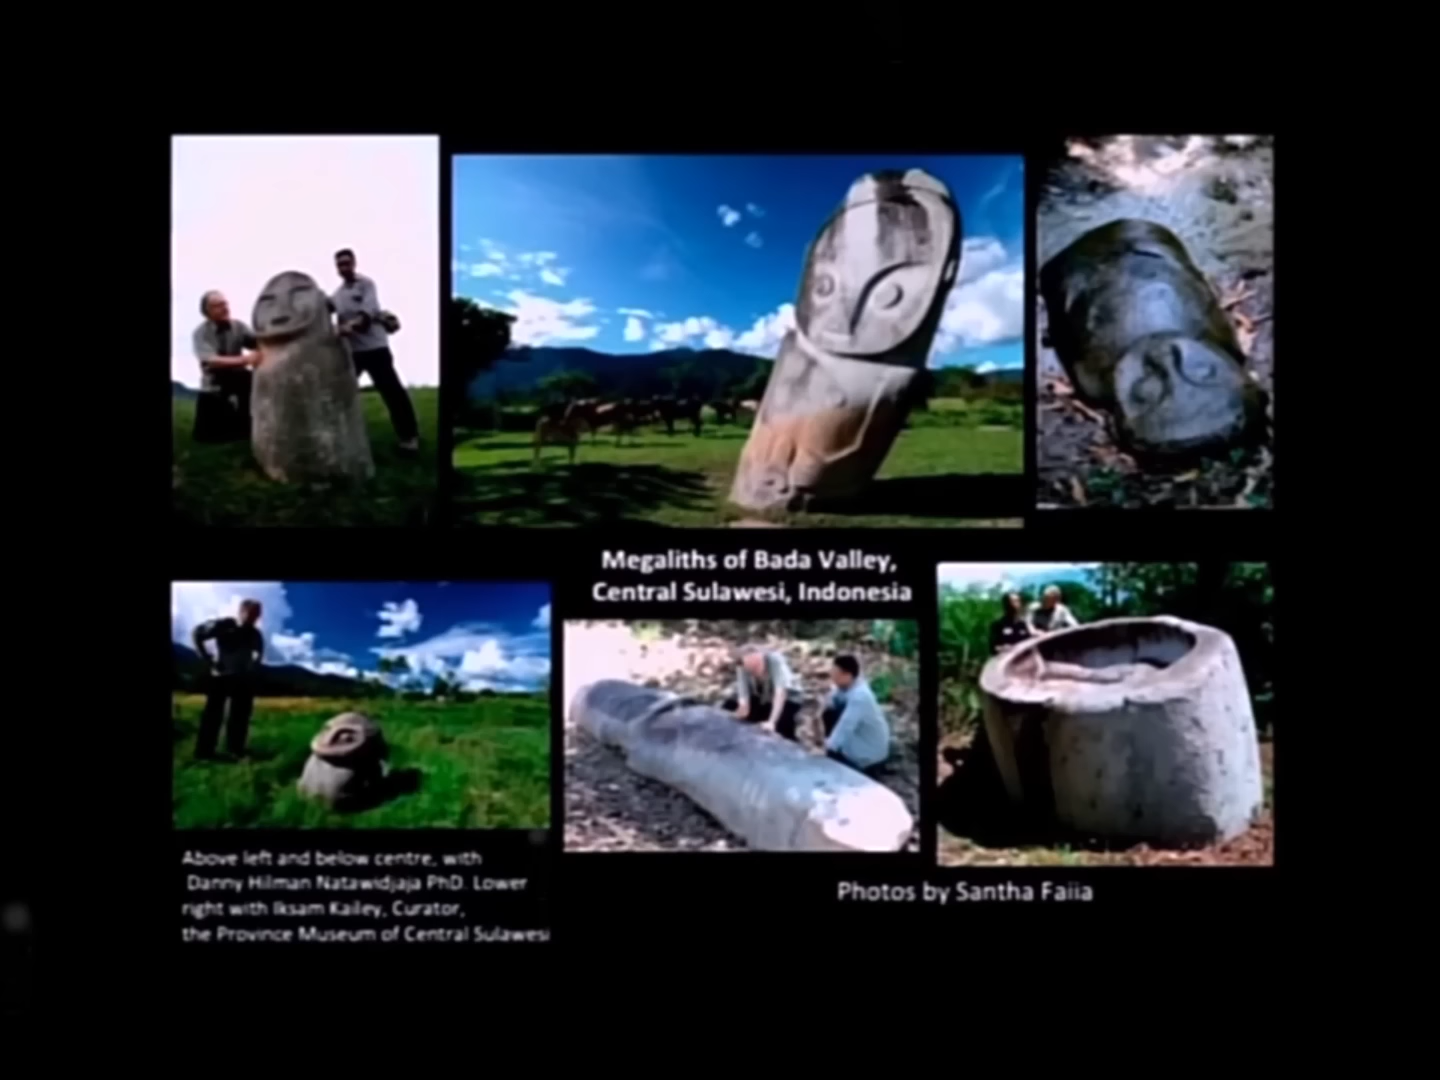 Megaliths of Bada Valley,
Central Sulawesi, Indonesia
Above left and below centre, with
Danny Hilman Natawidjaja PhD. Lower
right with Iksam Kailey, Curator,
the Province Museum of Central Sulawesi
Photos by Santha Faiia